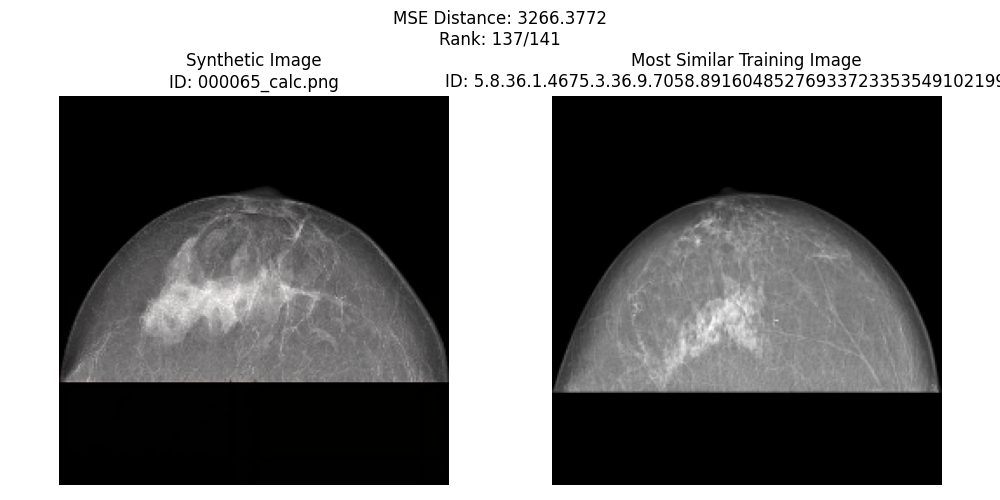 MSE Distance: 3266.3772
Rank: 137/141
Synthetic Image
ID: 000065_calc.png
Most Similar Training Image
ID: 5.8.36.1.4675.3.36.9.7058.89160485276933723353549102199